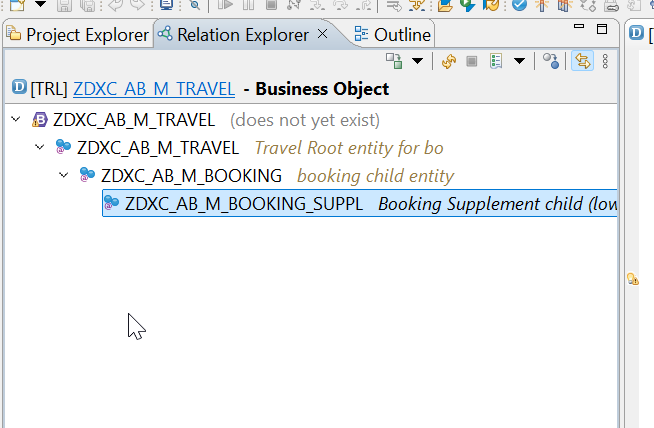 Project Explorer Relation Explorer Outline
[TRL] ZDXC_AB_M_TRAVEL - Business Object
ZDXC_AB_M_TRAVEL (does not yet exist)
ZDXC_AB_M_TRAVEL Travel Root entity for bo
ZDXC_AB_M_BOOKING booking child entity
ZDXC_AB_M_BOOKING_SUPPL Booking Supplement child (low